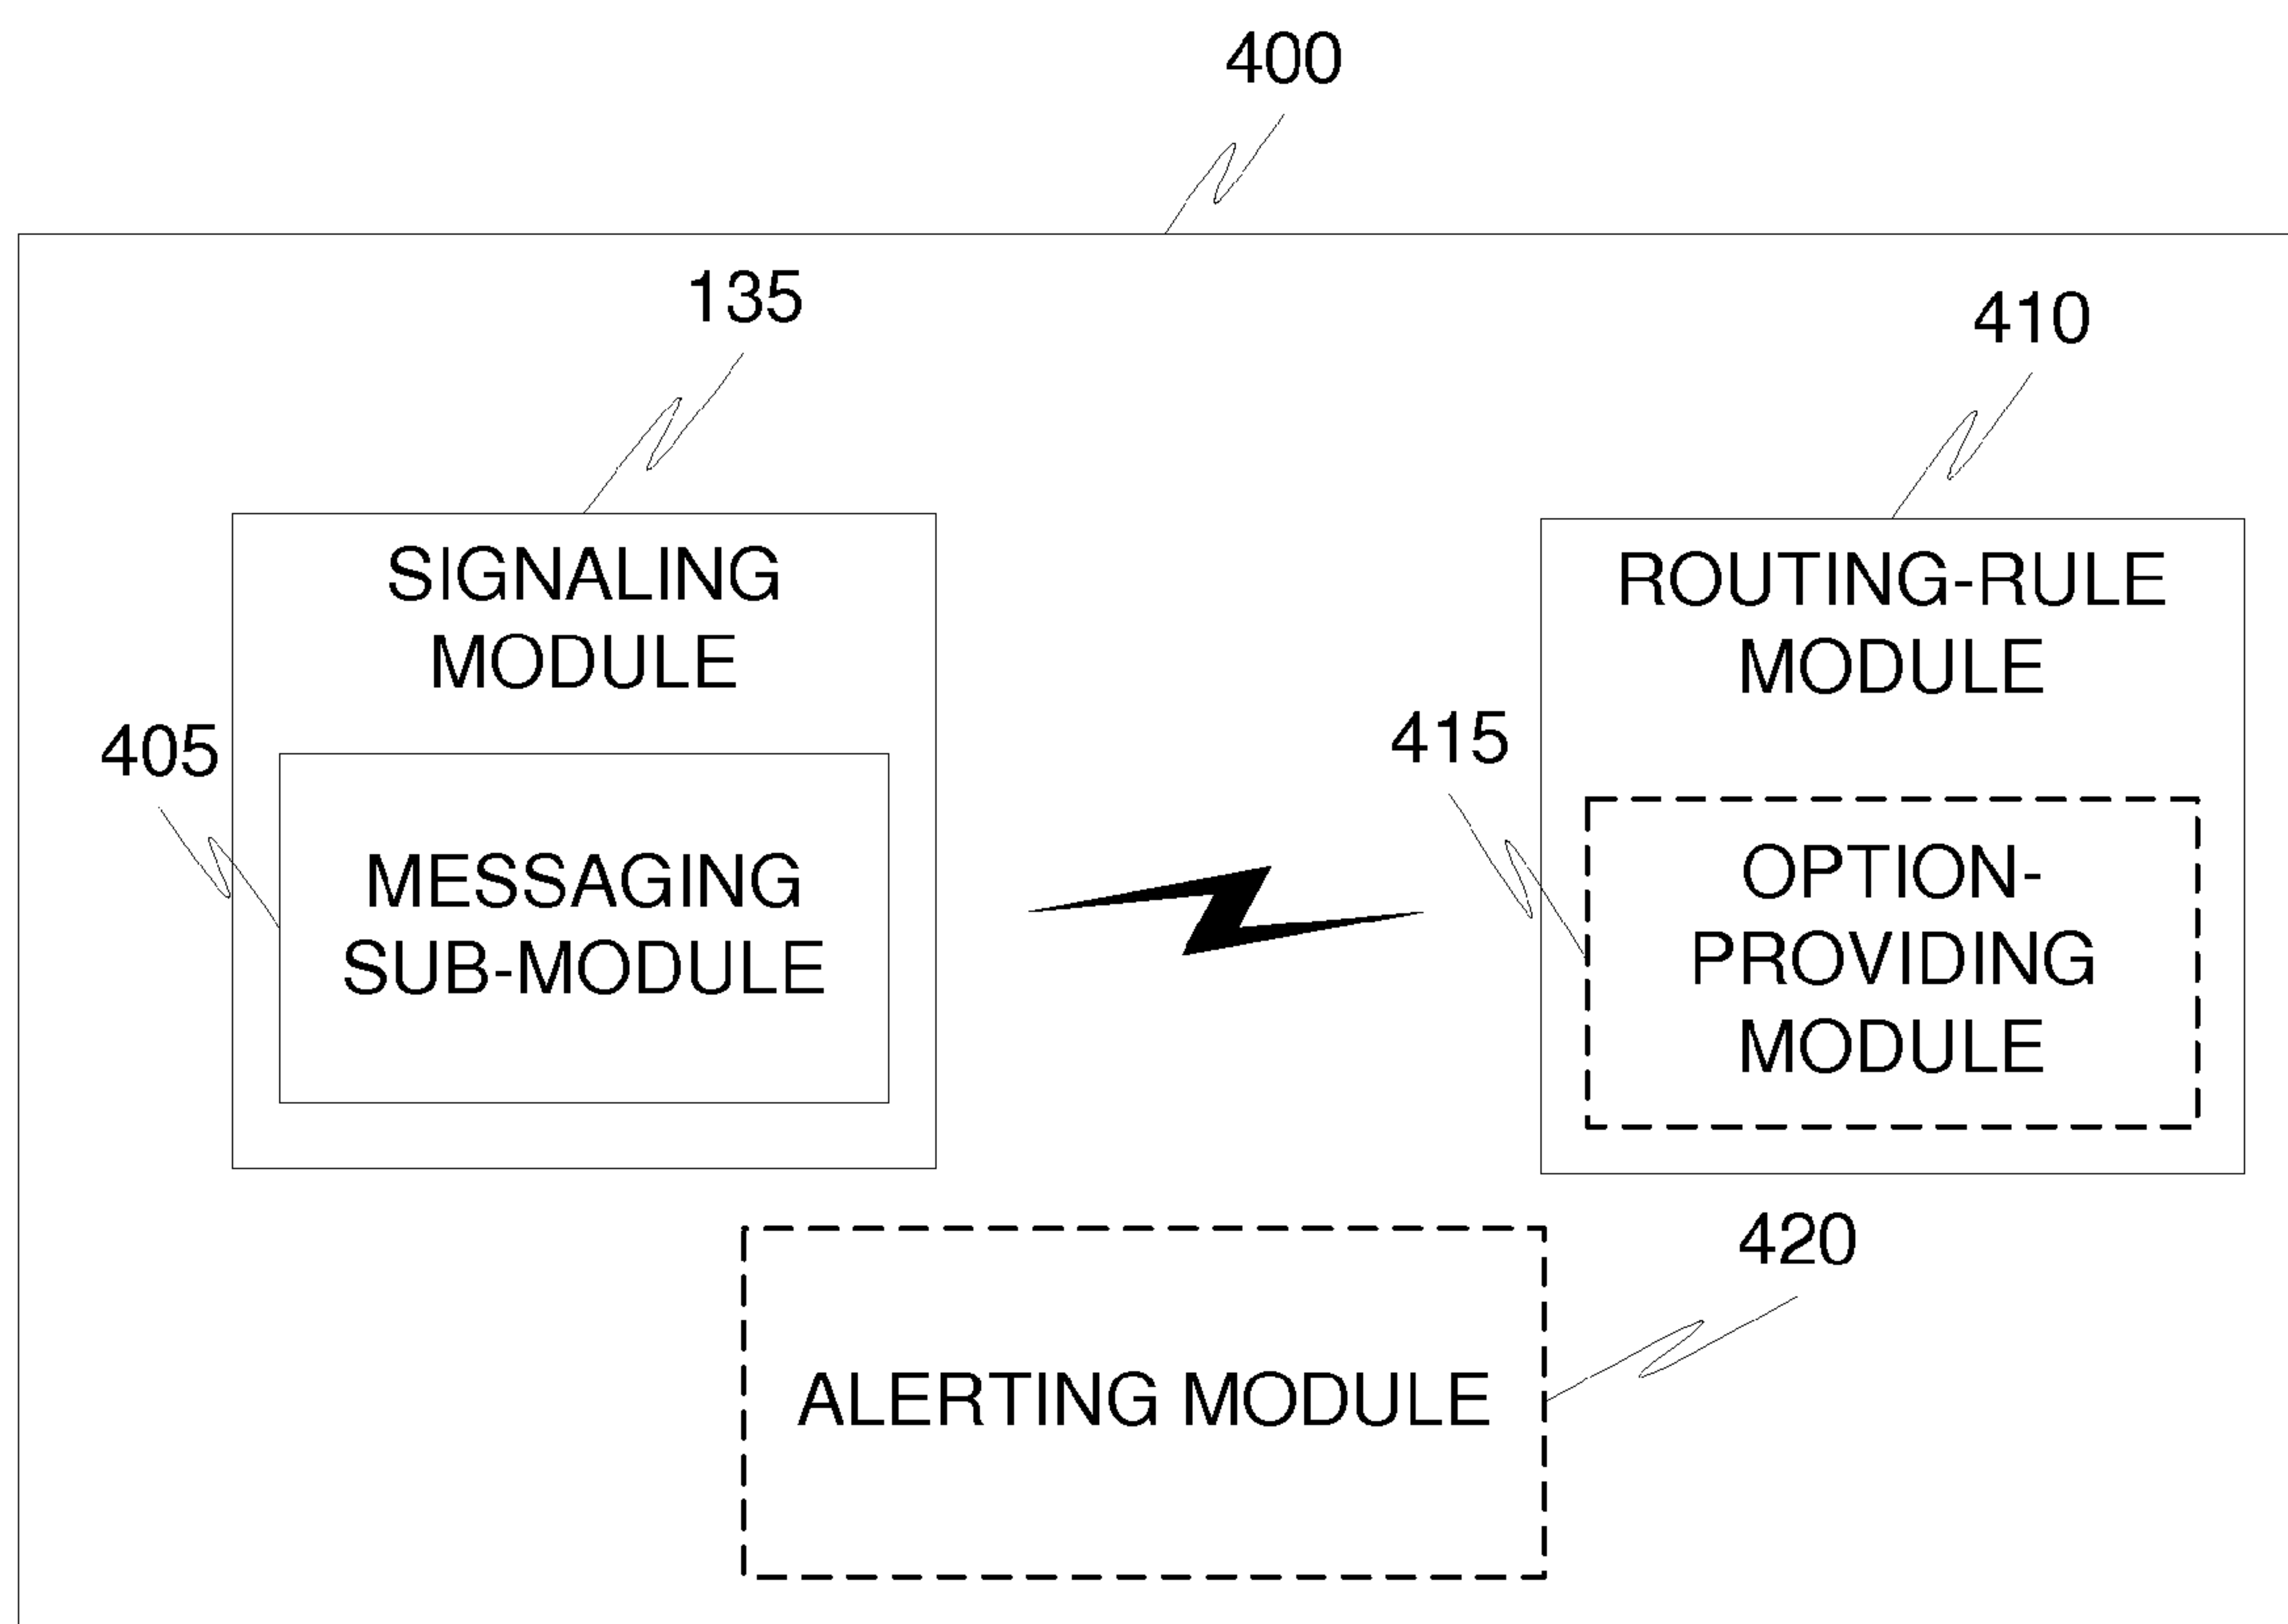 400
135
410
SIGNALING
MODULE
ROUTING-RULE
MODULE
405
415
MESSAGING
SUB-MODULE
OPTION-
PROVIDING
MODULE
420
ALERTING MODULE